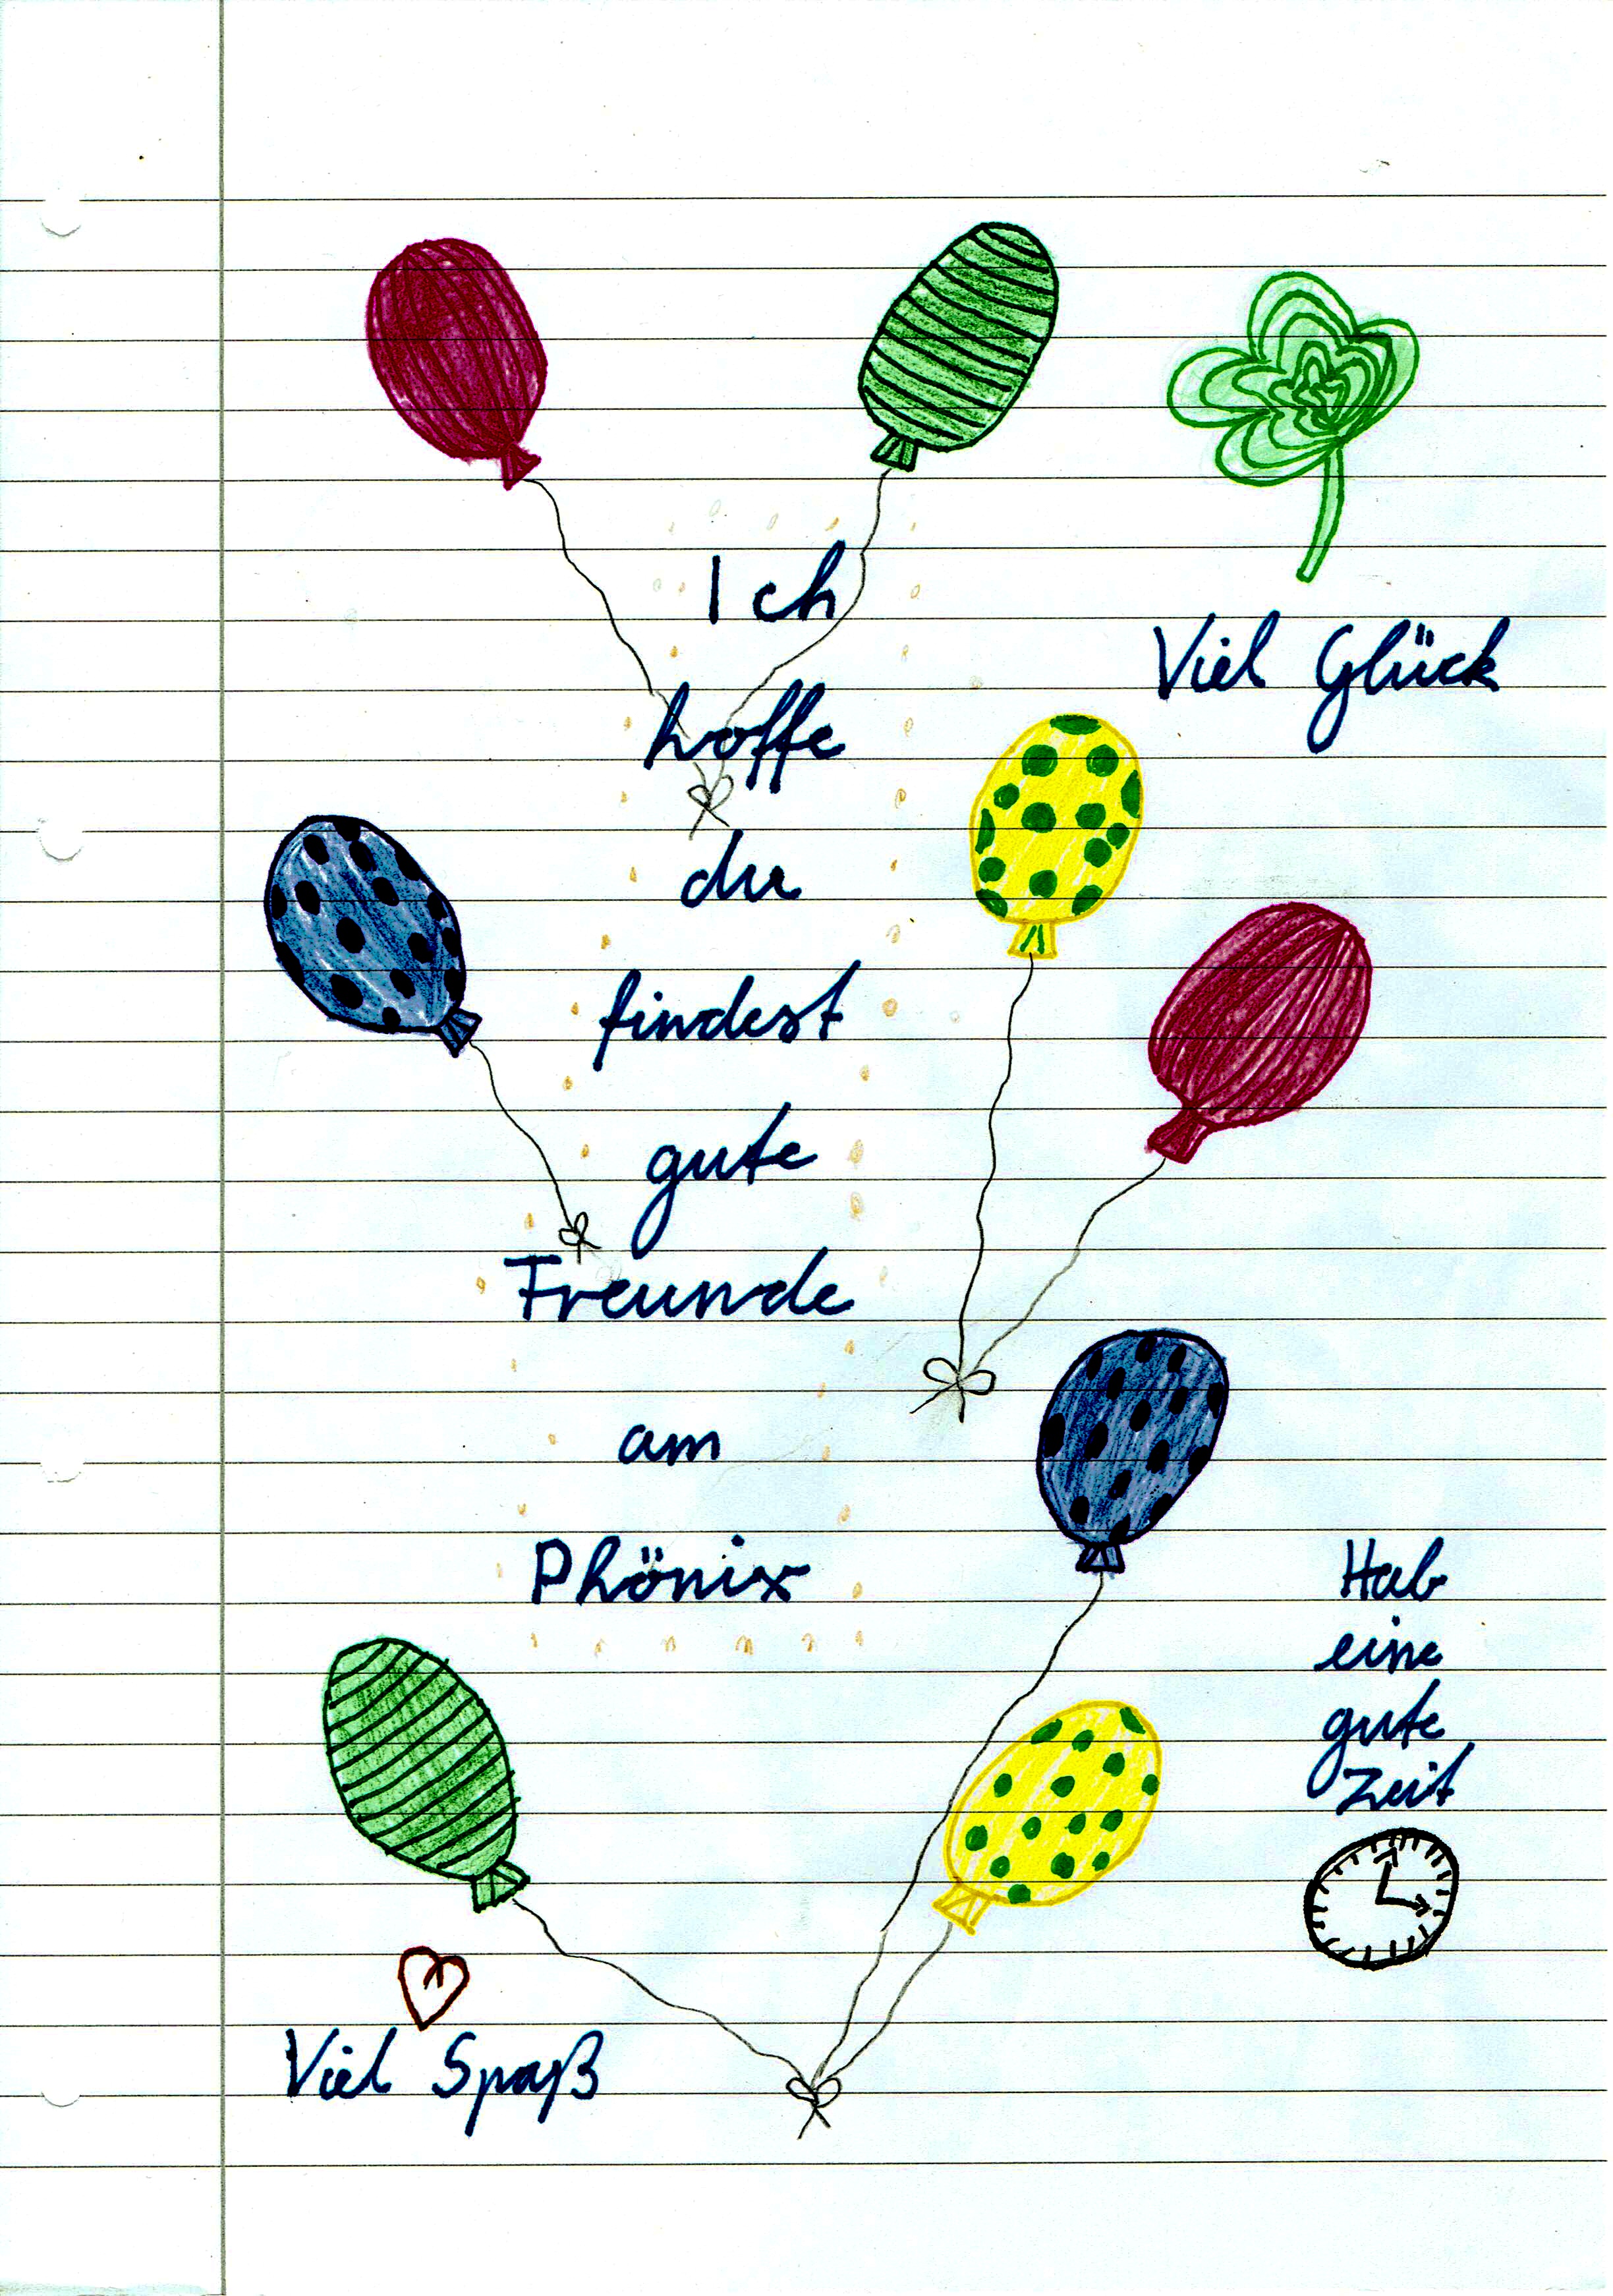 Ich
hoffe
du
findest
gute
Freunde
am
Phönix
Viel Glück
Hab
eine
gute
Zeit
Viel Spaß